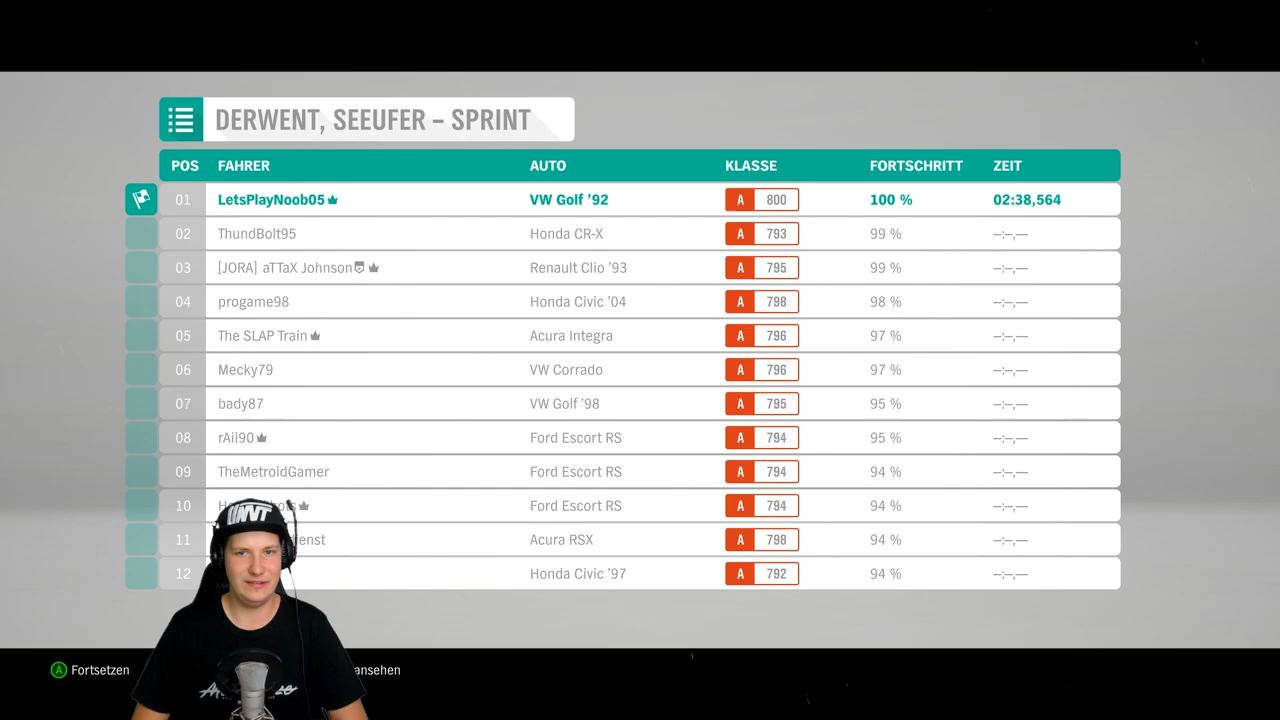 DERWENT, SEEUFER – SPRINT
POS FAHRER AUTO KLASSE FORTSCHRITT ZEIT
01 LetsPlayNoob05 VW Golf '92 A 800 100 % 02:38,564
02 ThundBolt95 Honda CR-X A 793 99 % –:–,––
03 [JORA] aTTaX Johnson Renault Clio '93 A 795 99 % –:–,––
04 progame98 Honda Civic '04 A 798 98 % –:–,––
05 The SLAP Train Acura Integra A 796 97 % –:–,––
06 Mecky79 VW Corrado A 796 97 % –:–,––
07 bady87 VW Golf '98 A 795 95 % –:–,––
08 rAii90 Ford Escort RS A 794 95 % –:–,––
09 TheMetroidGamer Ford Escort RS A 794 94 % –:–,––
10 Ford Escort RS A 794 94 % –:–,––
11 Acura RSX A 798 94 % –:–,––
12 Honda Civic '97 A 792 94 % –:–,––
A Fortsetzen ansehen